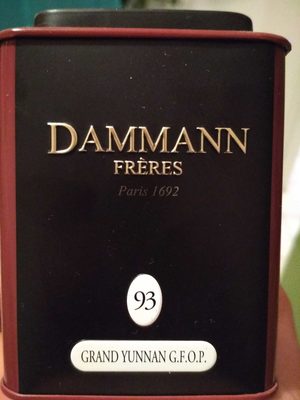 DAMMANN
FRÈRES
Paris 1692
93
GRAND YUNNAN G.F.O.P.